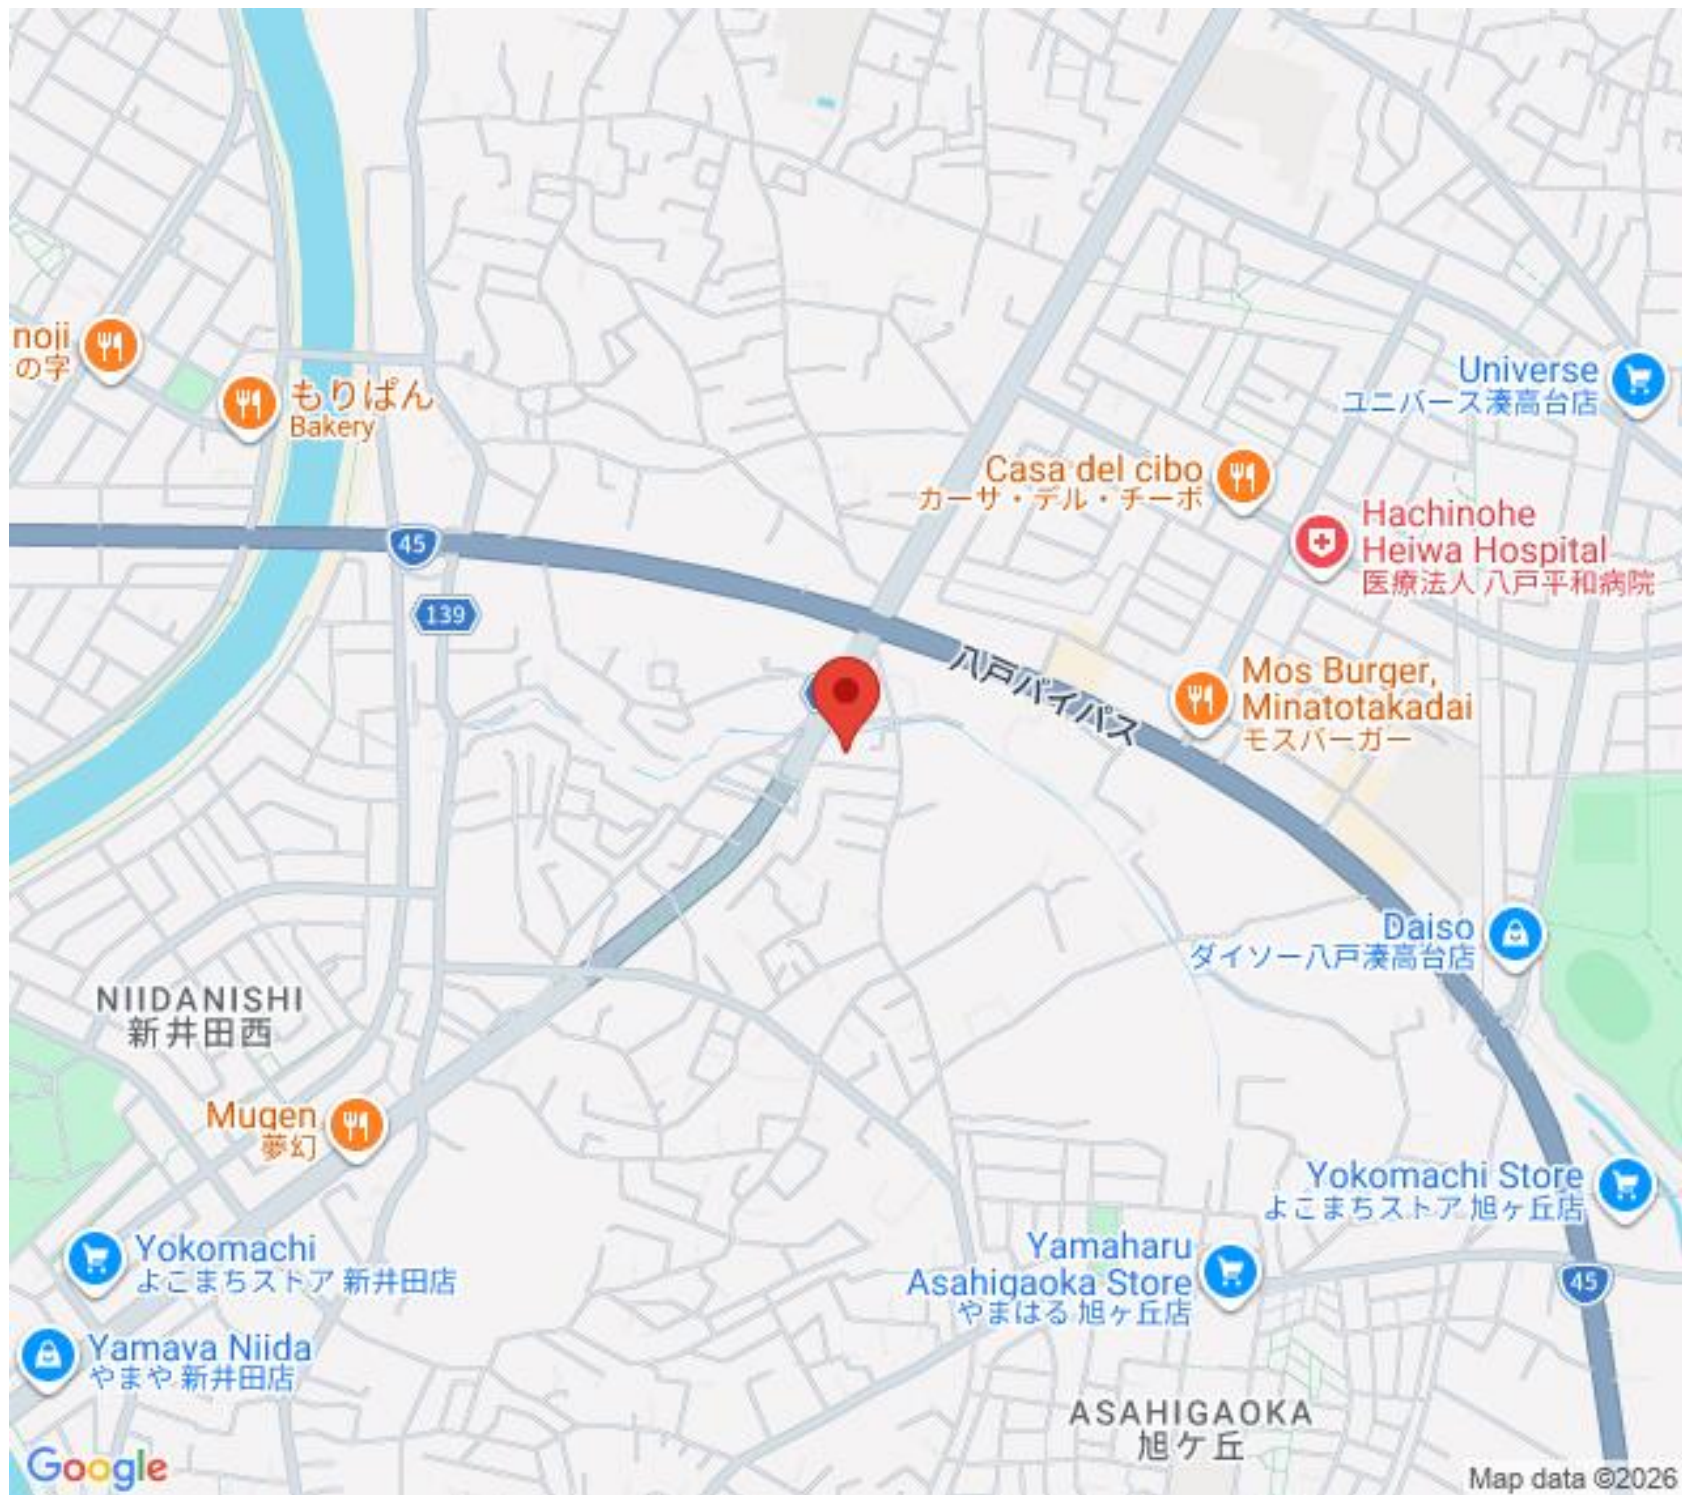 noji
の字
もりぱん
Bakery
Universe
ユニバース湊高台店
Casa del cibo
カーサ・デル・チーボ
Hachinohe
Heiwa Hospital
医療法人 八戸平和病院
45
139
八戸バイパス
Mos Burger,
Minatotakadai
モスバーガー
Daiso
ダイソー八戸湊高台店
NIIDANISHI
新井田西
Mugen
夢幻
Yokomachi Store
よこまちストア 旭ヶ丘店
Yokomachi
よこまちストア 新井田店
Yamaharu
Asahigaoka Store
やまはる 旭ヶ丘店
45
Yamaya Niida
やまや 新井田店
ASAHIGAOKA
旭ケ丘
Google
Map data ©2026